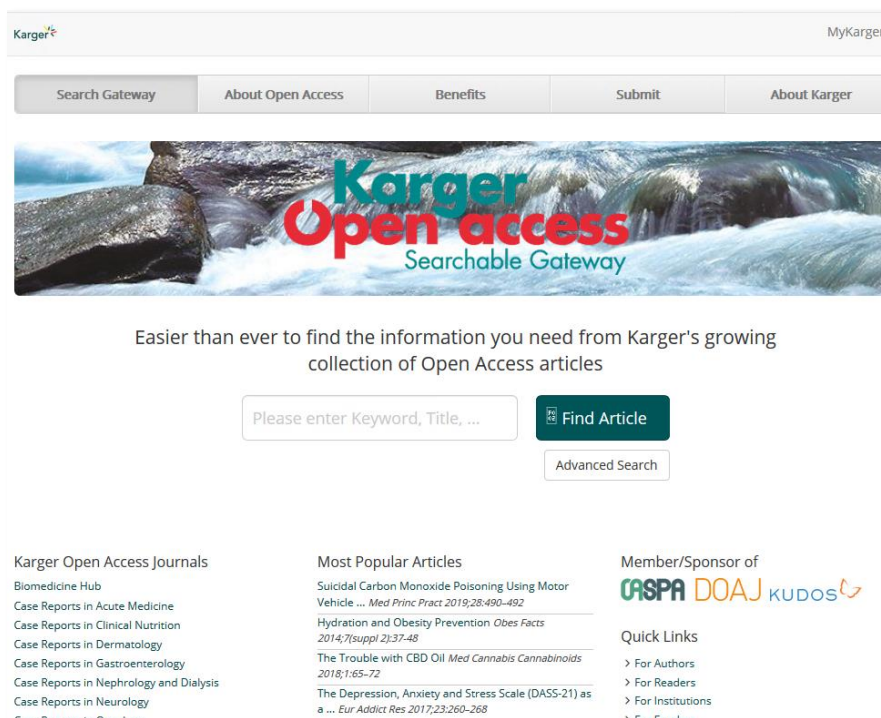 Karger
MyKarger
Search Gateway
About Open Access
Benefits
Submit
About Karger
Karger
Open access
Searchable Gateway
Easier than ever to find the information you need from Karger's growing
collection of Open Access articles
Please enter Keyword, Title, ...
Find Article
Advanced Search
Karger Open Access Journals
Biomedicine Hub
Case Reports in Acute Medicine
Case Reports in Clinical Nutrition
Case Reports in Dermatology
Case Reports in Gastroenterology
Case Reports in Nephrology and Dialysis
Case Reports in Neurology
Most Popular Articles
Suicidal Carbon Monoxide Poisoning Using Motor
Vehicle ... Med Princ Pract 2019;28:490–492
Hydration and Obesity Prevention Obes Facts
2014;7(suppl 2):37-48
The Trouble with CBD Oil Med Cannabis Cannabinoids
2018;1:65–72
The Depression, Anxiety and Stress Scale (DASS-21) as
a ... Eur Addict Res 2017;23:260–268
Member/Sponsor of
OASPA DOAJ KUDOS
Quick Links
> For Authors
> For Readers
> For Institutions